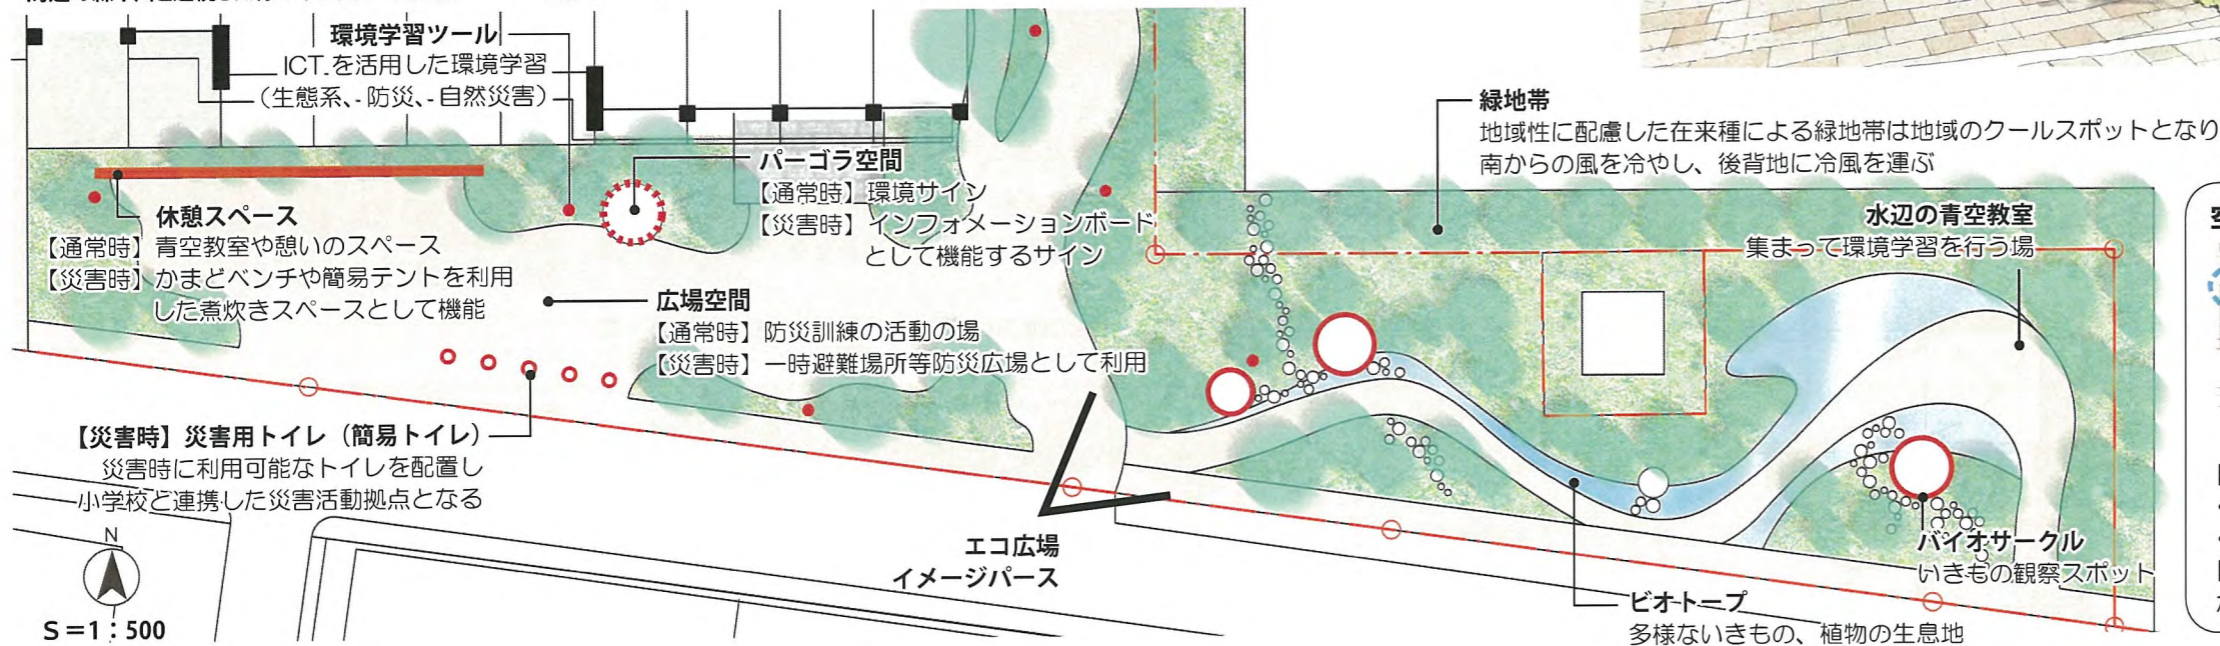 環境学習ツール
ICT を活用した環境学習
（生態系、防災、自然災害）
パーゴラ空間
【通常時】環境サイン
【災害時】インフォメーションボード
として機能するサイン
休憩スペース
【通常時】青空教室や憩いのスペース
【災害時】かまどベンチや簡易テントを利用
した煮炊きスペースとして機能
広場空間
【通常時】防災訓練の活動の場
【災害時】一時避難場所等防災広場として利用
【災害時】災害用トイレ（簡易トイレ）
災害時に利用可能なトイレを配置し
小学校と連携した災害活動拠点となる
N
S＝1：500
エコ広場
イメージパース
緑地帯
地域性に配慮した在来種による緑地帯は地域のクールスポットとなり
南からの風を冷やし、後背地に冷風を運ぶ
水辺の青空教室
集まって環境学習を行う場
バイオサークル
いきもの観察スポット
ビオトープ
多様ないきもの、植物の生息地